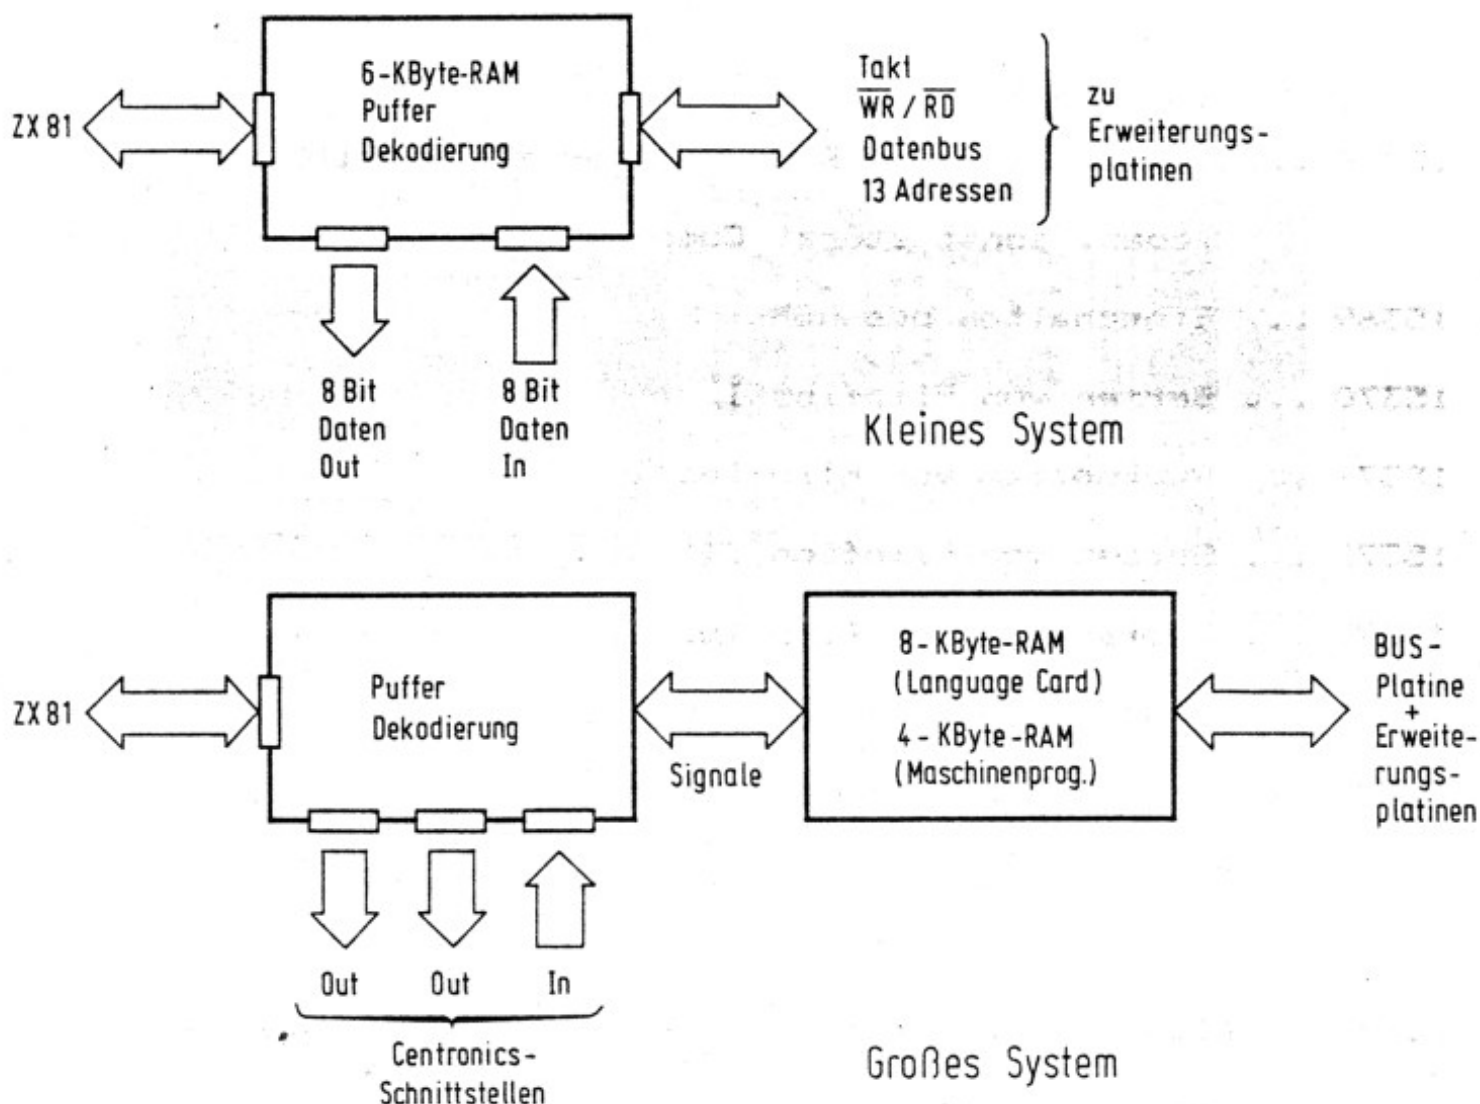 6-KByte-RAM
Puffer
Dekodierung
ZX 81
Takt
WR / RD
Datenbus
13 Adressen
zu
Erweiterungs-
platinen
8 Bit
Daten
Out
8 Bit
Daten
In
Kleines System
ZX 81
Puffer
Dekodierung
Signale
8-KByte-RAM
(Language Card)
4-KByte-RAM
(Maschinenprog.)
BUS-
Platine
+
Erweite-
rungs-
platinen
Out
Out
In
Centronics-
Schnittstellen
Großes System